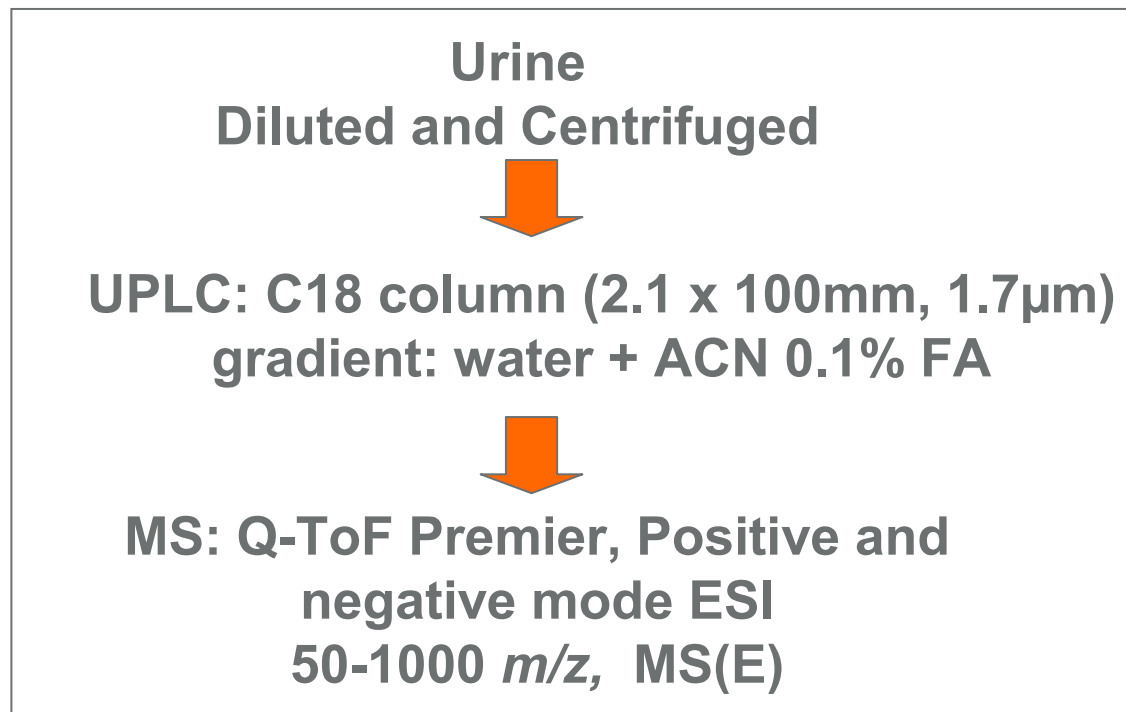 Urine
Diluted and Centrifuged
UPLC: C18 column (2.1 x 100mm, 1.7µm)
gradient: water + ACN 0.1% FA
MS: Q-ToF Premier, Positive and
negative mode ESI
50-1000 m/z, MS(E)